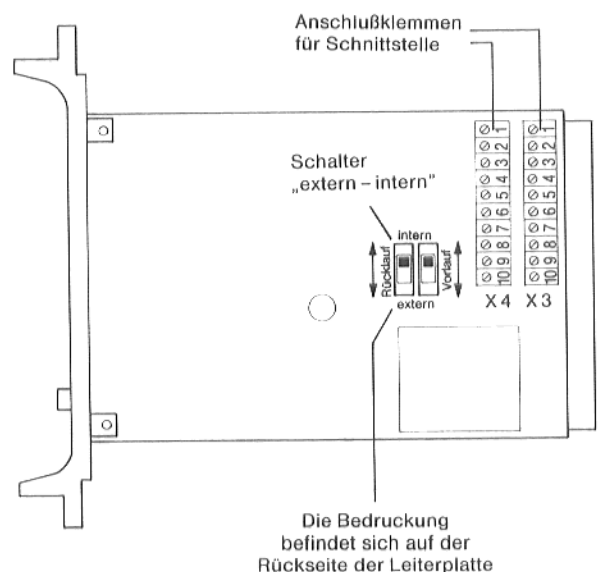 Anschlußklemmen
für Schnittstelle
Schalter
„extern – intern"
intern
Rücklauf
Vorlauf
extern
1
2
3
4
5
6
7
8
9
10
X 4
1
2
3
4
5
6
7
8
9
10
X 3
Die Bedruckung
befindet sich auf der
Rückseite der Leiterplatte